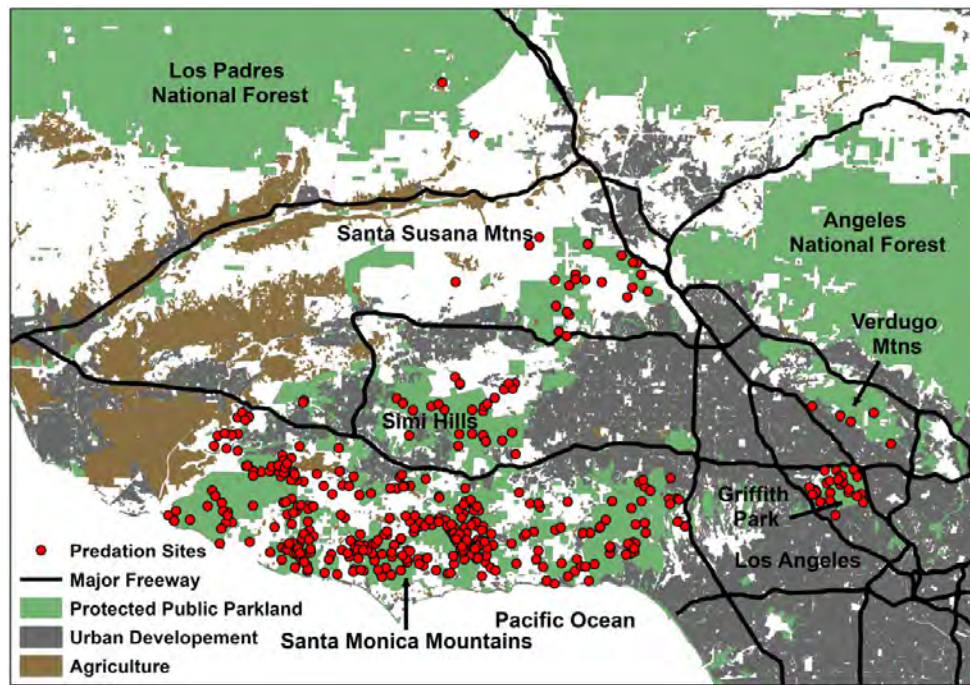 Los Padres
National Forest
Santa Susana Mtns
Angeles
National Forest
Verdugo
Mtns
Simi Hills
Griffith
Park
Los Angeles
Predation Sites
Major Freeway
Protected Public Parkland
Urban Developement
Agriculture
Santa Monica Mountains
Pacific Ocean